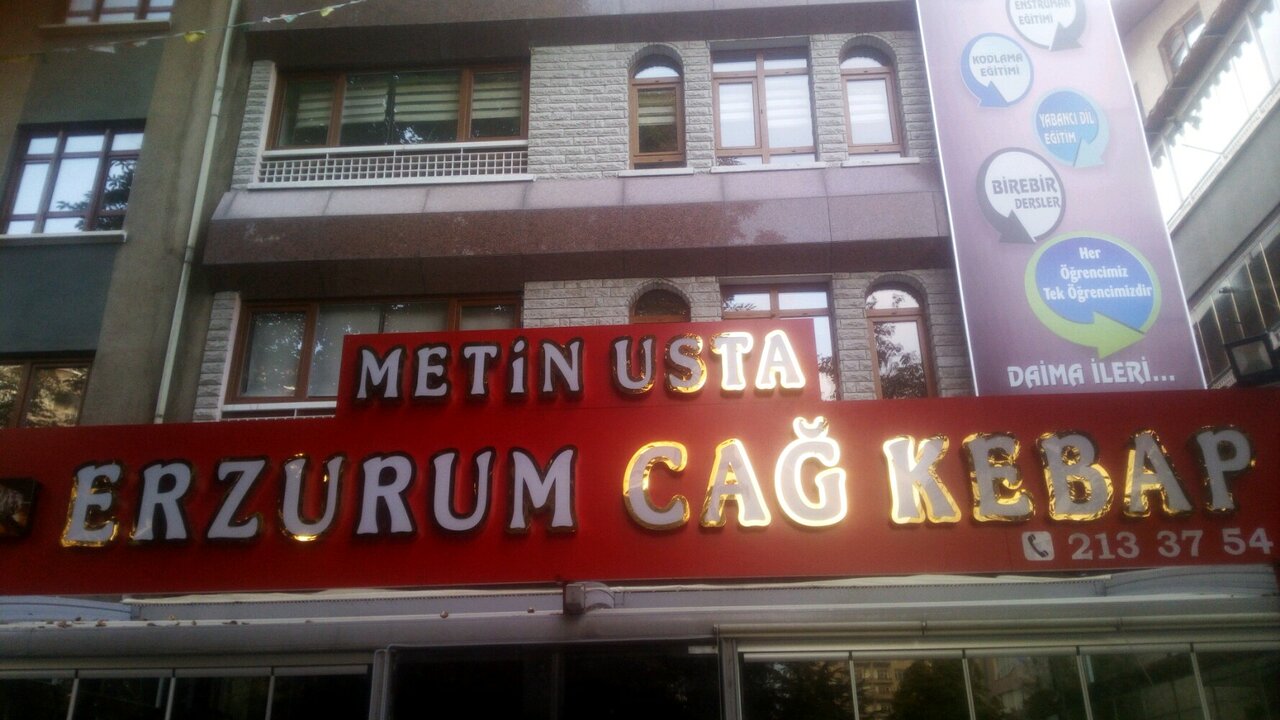 ENSTRÜMAN
EĞİTİMİ
KODLAMA
EĞİTİMİ
YABANCI DİL
EĞİTİM
BİREBİR
DERSLER
Her
Öğrencimiz
Tek Öğrencimizdir
DAİMA İLERİ...
METİN USTA
ERZURUM CAĞ KEBAP
213 37 54